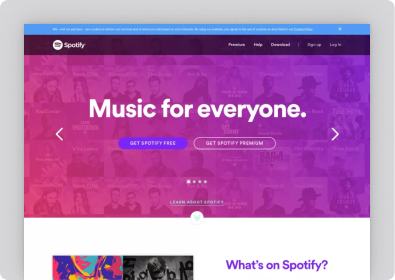 Spotify
Premium Help Download | Sign up Log In
Music for everyone.
GET SPOTIFY FREE
GET SPOTIFY PREMIUM
LEARN ABOUT SPOTIFY
What's on Spotify?